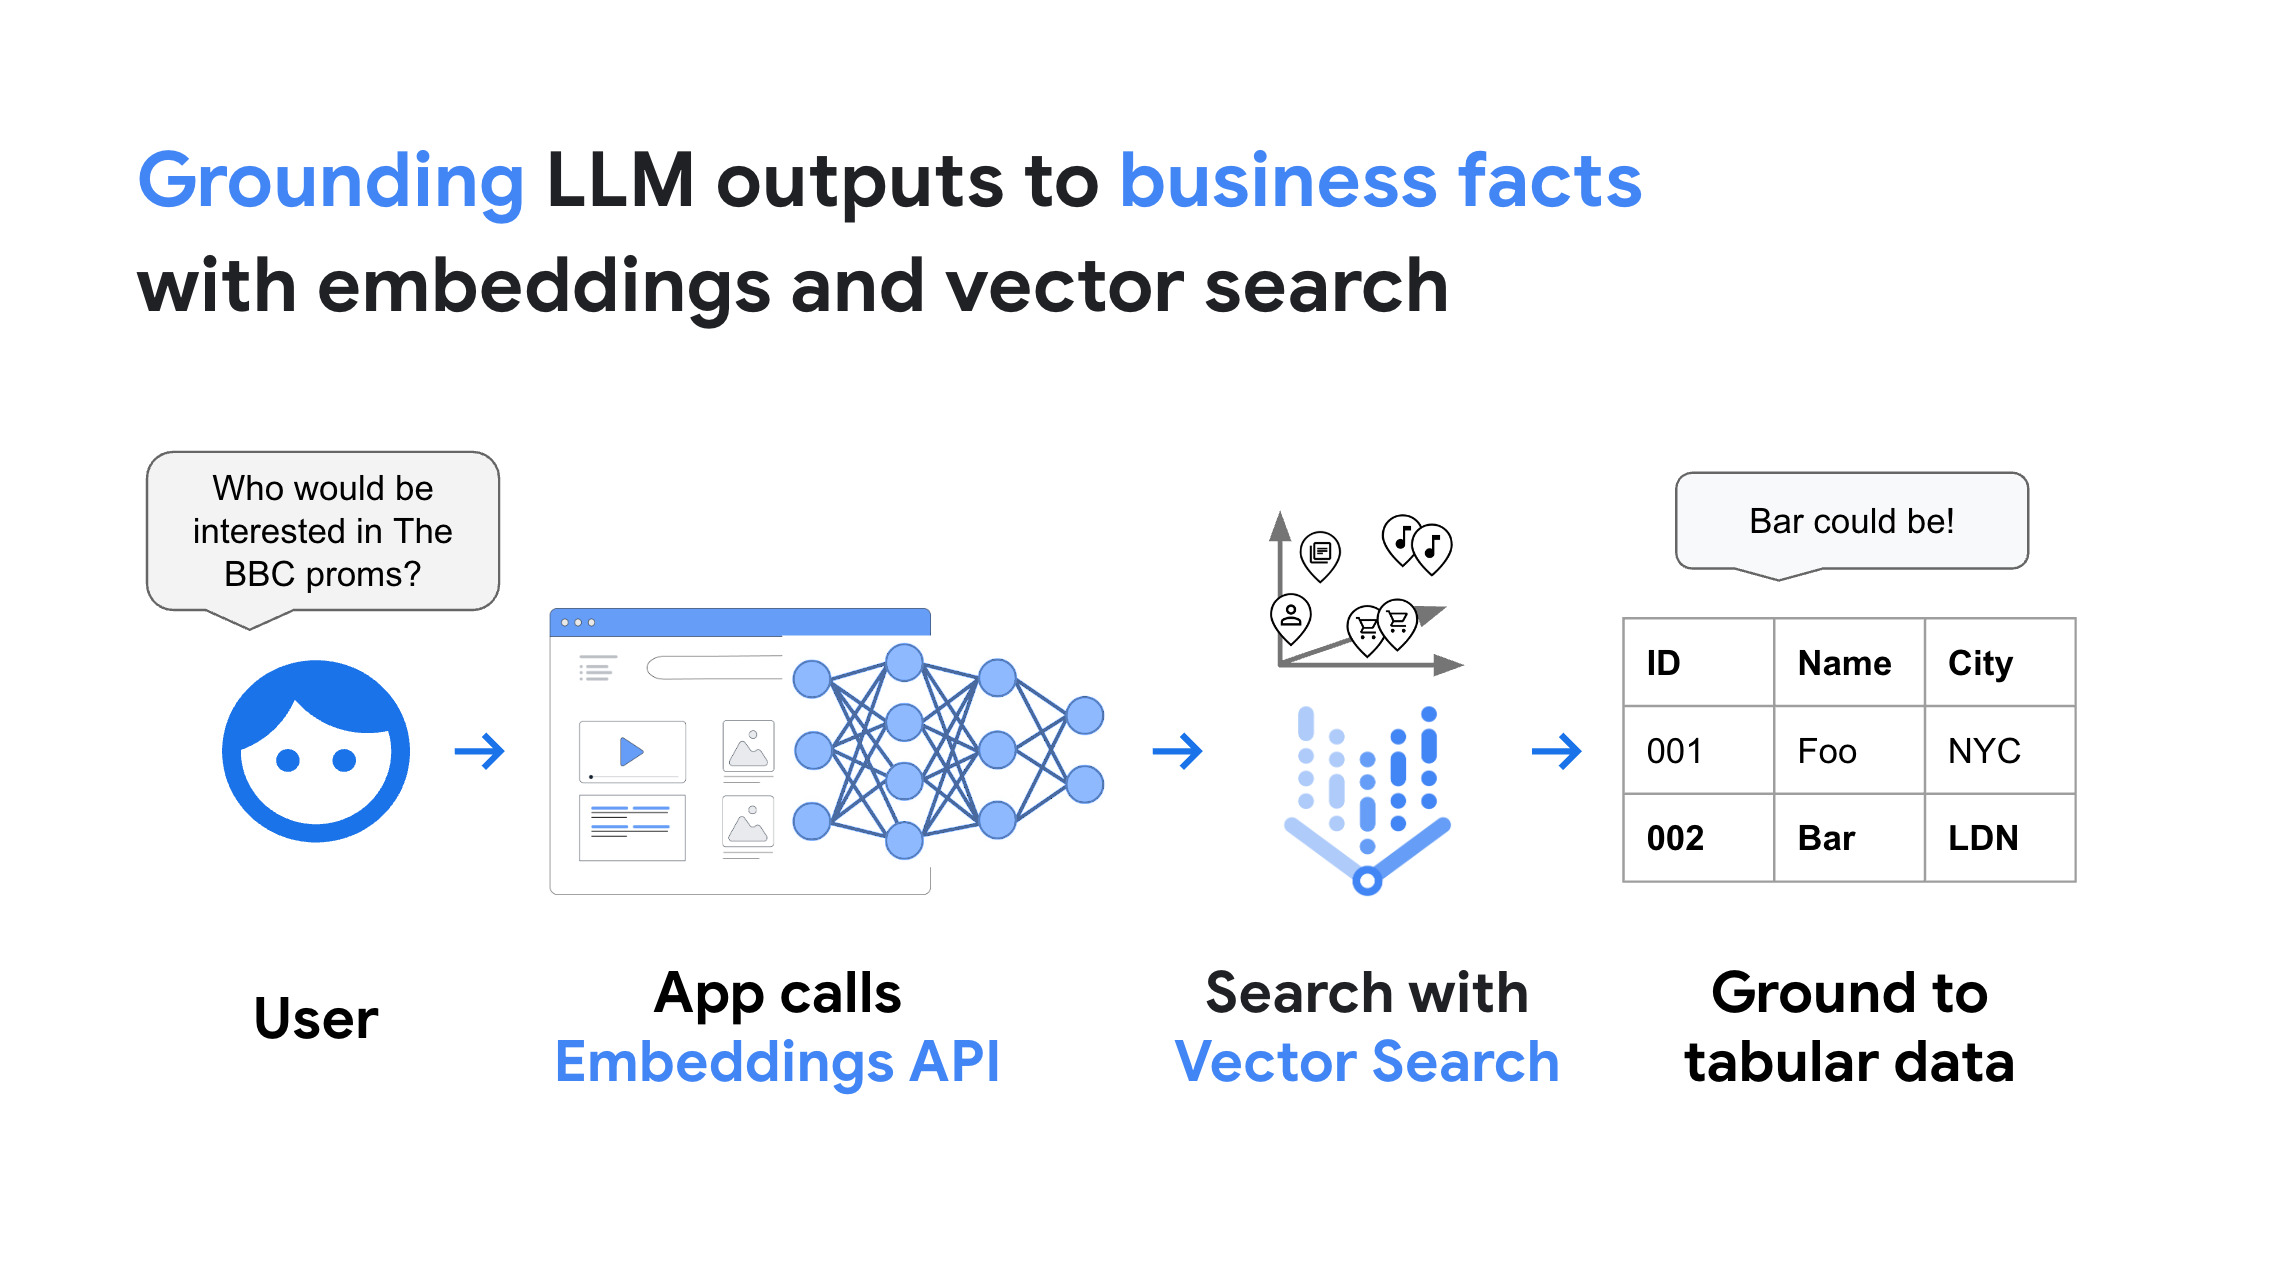 Grounding LLM outputs to business facts
with embeddings and vector search
Who would be
interested in The
BBC proms?
Bar could be!
ID Name City
001 Foo NYC
002 Bar LDN
User
App calls
Embeddings API
Search with
Vector Search
Ground to
tabular data